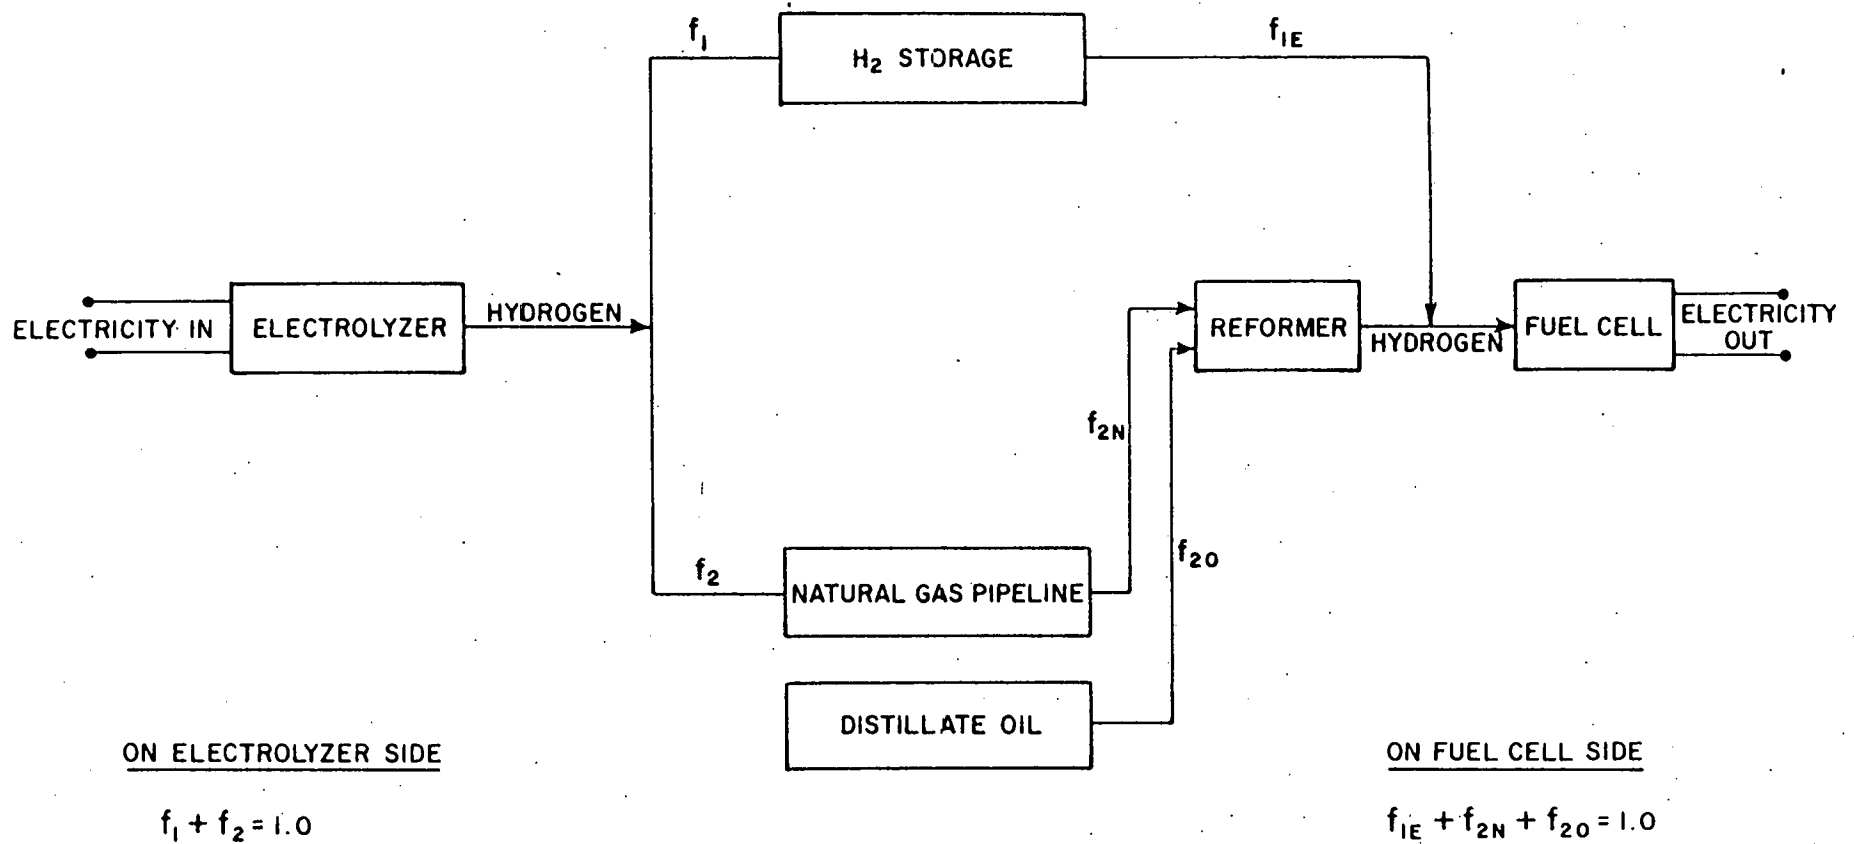 f₁
H₂ STORAGE
f₁E
ELECTRICITY IN
ELECTROLYZER
HYDROGEN
REFORMER
HYDROGEN
FUEL CELL
ELECTRICITY
OUT
f₂N
f₂O
f₂
NATURAL GAS PIPELINE
DISTILLATE OIL
ON ELECTROLYZER SIDE
f₁ + f₂ = 1.0
ON FUEL CELL SIDE
f₁E + f₂N + f₂O = 1.0